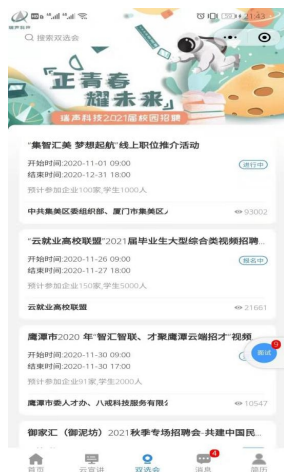 21:43
搜索双选会
正青春
耀未来
瑞声科技2021届校园招聘
“集智汇美 梦想起航”线上职位推介活动
开始时间:2020-11-01 09:00
进行中
结束时间:2020-12-31 18:00
预计参加企业100家,学生1000人
中共集美区委组织部、厦门市集美区人
93002
“云就业高校联盟”2021届毕业生大型综合类视频招聘...
开始时间:2020-11-26 09:00
报名中
结束时间:2020-11-27 18:00
预计参加企业150家,学生5000人
云就业高校联盟
21661
鹰潭市2020 年“智汇智联、才聚鹰潭云端招才”视频
开始时间:2020-11-30 09:00
结束时间:2020-11-30 17:00
面试
9
预计参加企业91家,学生2000人
鹰潭市委人才办、八戒科技服务有限公
10547
御家汇（御泥坊）2021秋季专场招聘会-共建中国民...
首页
云宣讲
双选会
消息
4
简历